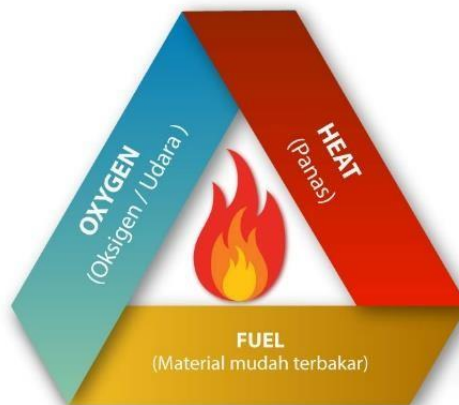 OXYGEN
(Oksigen / Udara )
HEAT
(Panas)
FUEL
(Material mudah terbakar)